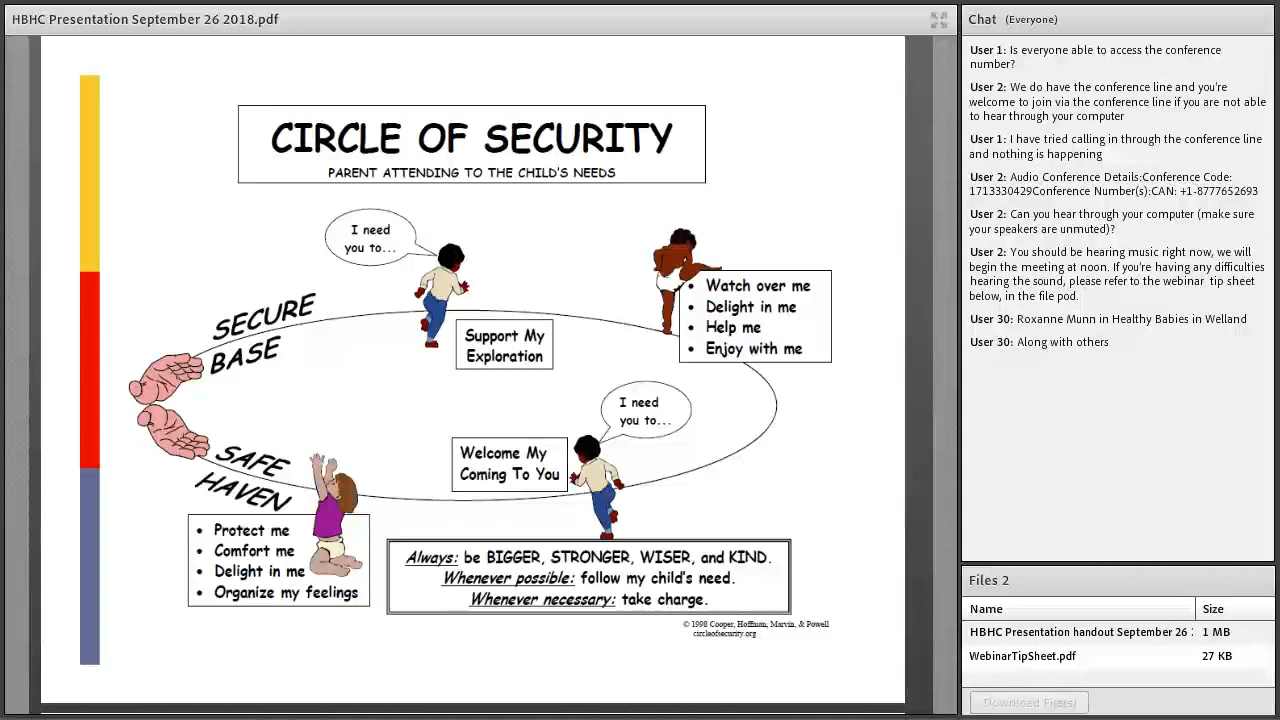 HBHC Presentation September 26 2018.pdf
CIRCLE OF SECURITY
PARENT ATTENDING TO THE CHILD'S NEEDS
I need
you to...
SECURE
BASE
Support My
Exploration
• Watch over me
• Delight in me
• Help me
• Enjoy with me
I need
you to...
Welcome My
Coming To You
SAFE
HAVEN
• Protect me
• Comfort me
• Delight in me
• Organize my feelings
Always: be BIGGER, STRONGER, WISER, and KIND.
Whenever possible: follow my child's need.
Whenever necessary: take charge.
© 1998 Cooper, Hoffman, Marvin, & Powell
circleofsecurity.org
Chat (Everyone)
User 1: Is everyone able to access the conference
number?
User 2: We do have the conference line and you're
welcome to join via the conference line if you are not able
to hear through your computer
User 1: I have tried calling in through the conference line
and nothing is happening
User 2: Audio Conference Details:Conference Code:
1713330429Conference Number(s):CAN: +1-8777652693
User 2: Can you hear through your computer (make sure
your speakers are unmuted)?
User 2: You should be hearing music right now, we will
begin the meeting at noon. If you're having any difficulties
hearing the sound, please refer to the webinar tip sheet
below, in the file pod.
User 30: Roxanne Munn in Healthy Babies in Welland
User 30: Along with others
Files 2
Name Size
HBHC Presentation handout September 26 1 MB
WebinarTipSheet.pdf 27 KB
Download File(s)